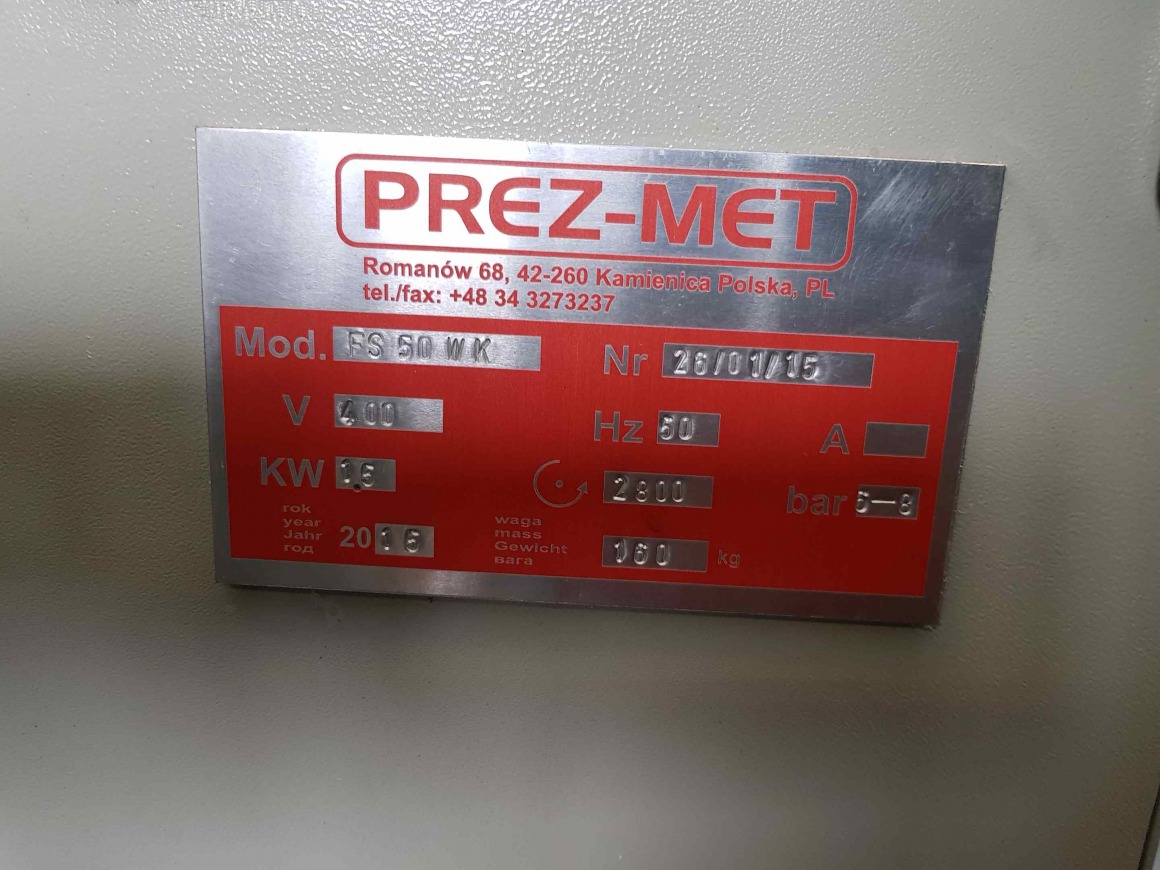 PREZ-MET
Romanów 68, 42-260 Kamienica Polska, PL
tel./fax: +48 34 3273237
Mod. FS 50 WK Nr 26/01/15
V 400 Hz 50 A
KW 1.5 2800 bar 6-8
rok
year
Jahr
год
2015
waga
mass
Gewicht
вага
160 kg